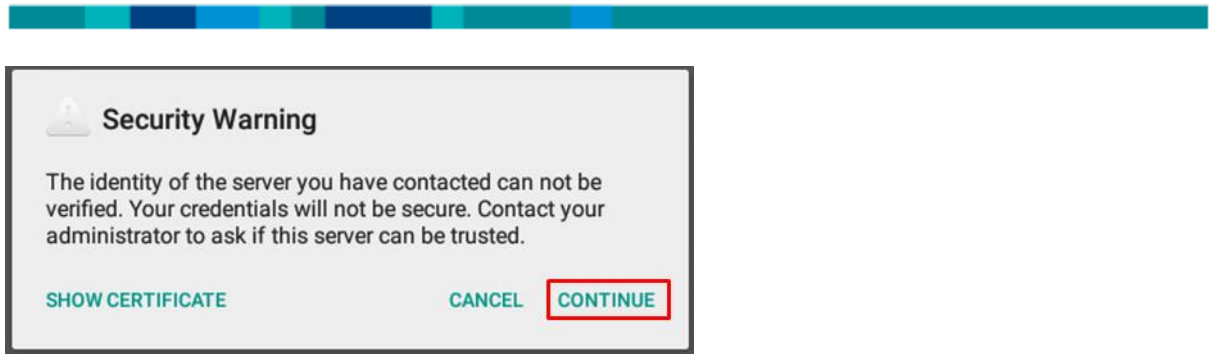 Security Warning
The identity of the server you have contacted can not be
verified. Your credentials will not be secure. Contact your
administrator to ask if this server can be trusted.
SHOW CERTIFICATE CANCEL CONTINUE